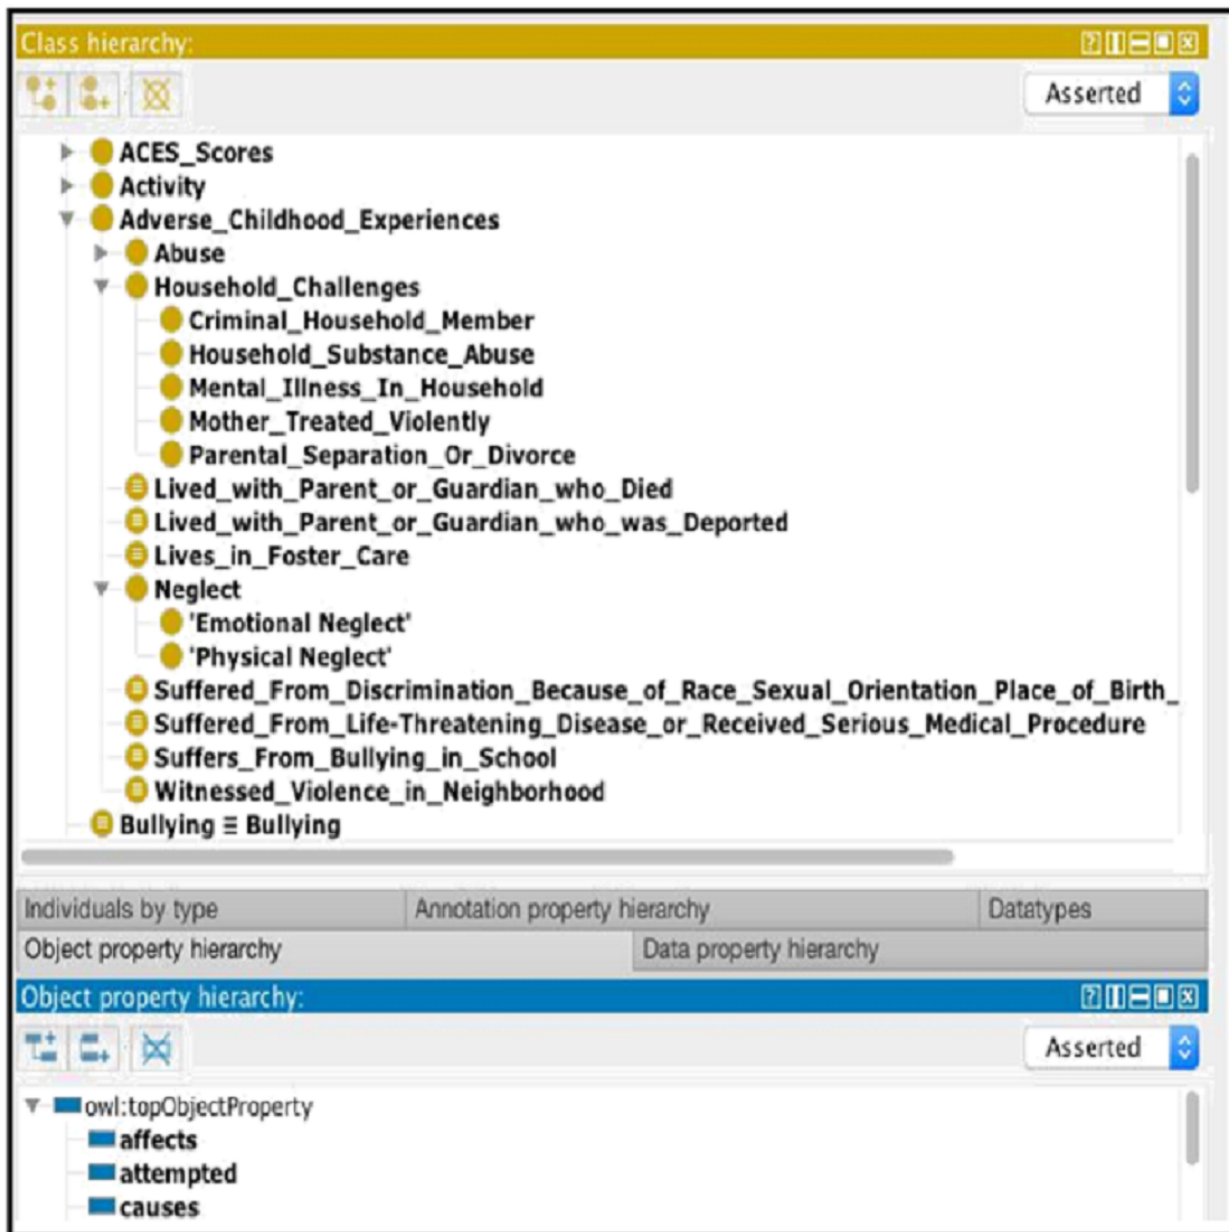 Class hierarchy:
Asserted
ACES_Scores
Activity
Adverse_Childhood_Experiences
Abuse
Household_Challenges
Criminal_Household_Member
Household_Substance_Abuse
Mental_Illness_In_Household
Mother_Treated_Violently
Parental_Separation_Or_Divorce
Lived_with_Parent_or_Guardian_who_Died
Lived_with_Parent_or_Guardian_who_was_Deported
Lives_in_Foster_Care
Neglect
'Emotional Neglect'
'Physical Neglect'
Suffered_From_Discrimination_Because_of_Race_Sexual_Orientation_Place_of_Birth_
Suffered_From_Life-Threatening_Disease_or_Received_Serious_Medical_Procedure
Suffers_From_Bullying_in_School
Witnessed_Violence_in_Neighborhood
Bullying ≡ Bullying
Individuals by type Annotation property hierarchy Datatypes
Object property hierarchy Data property hierarchy
Object property hierarchy:
Asserted
owl:topObjectProperty
affects
attempted
causes